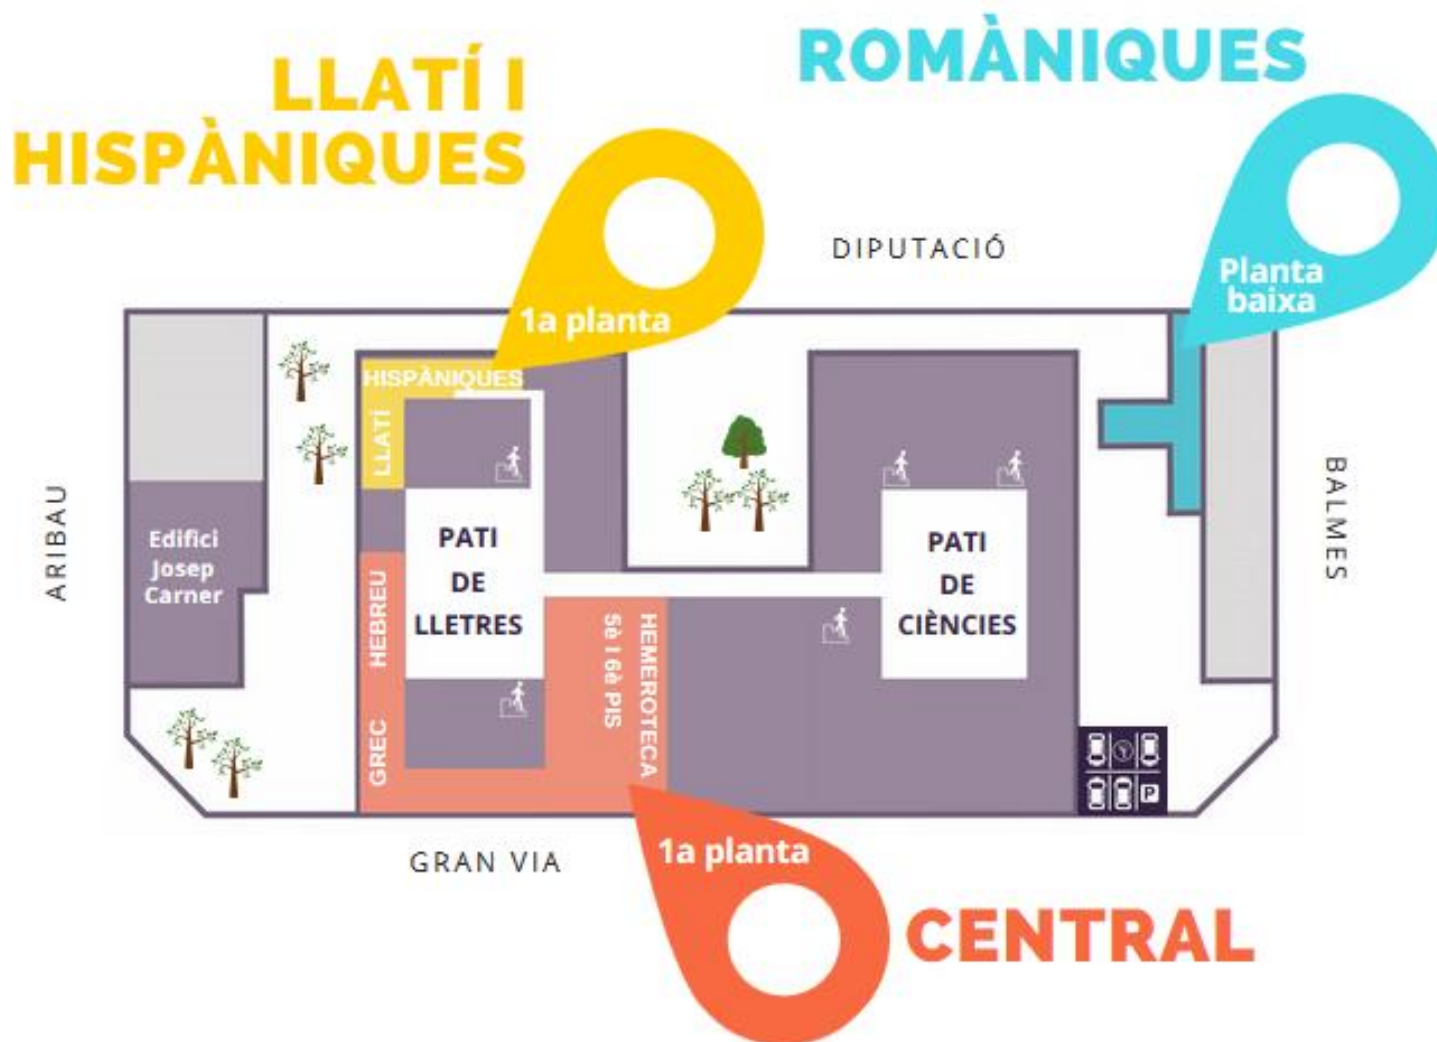 ROMÀNIQUES
LLATÍ I
HISPÀNIQUES
DIPUTACIÓ
Planta
baixa
1a planta
HISPÀNIQUES
LLATÍ
ARIBAU
Edifici
Josep
Carner
PATI
DE
LLETRES
PATI
DE
CIÈNCIES
BALMES
HEBREU
GREC
HEMEROTECA
5è I 6è PIS
P
GRAN VIA
1a planta
CENTRAL